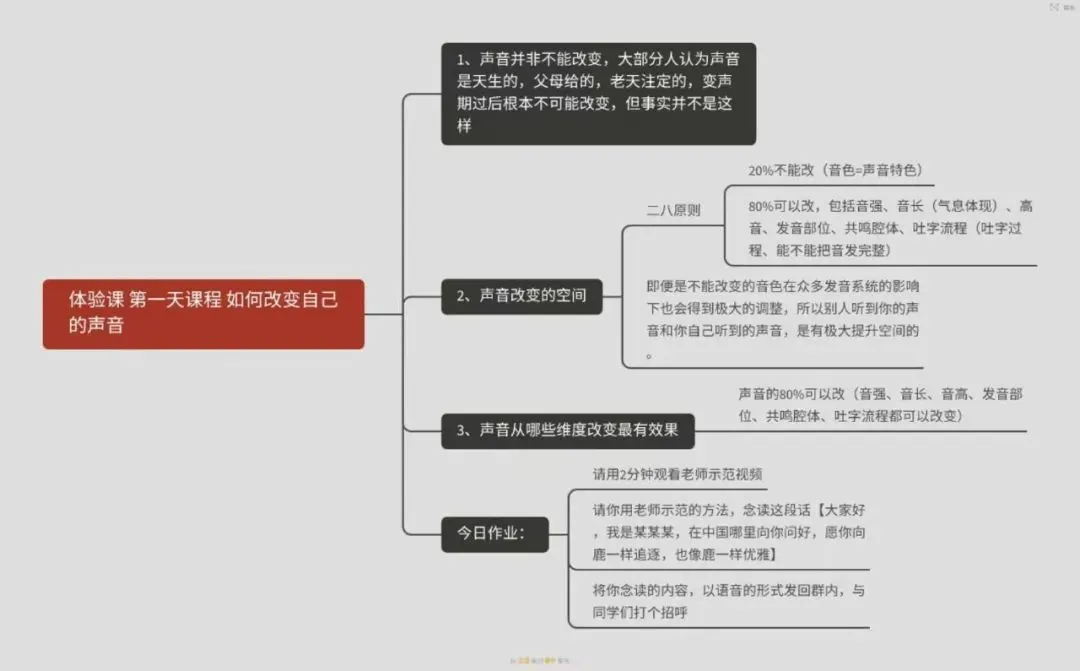 1、声音并非不能改变，大部分人认为声音
是天生的，父母给的，老天注定的，变声
期过后根本不可能改变，但事实并不是这
样
20%不能改（音色=声音特色）
二八原则
80%可以改，包括音强、音长（气息体现）、高
音、发音部位、共鸣腔体、吐字流程（吐字过
程、能不能把音发完整）
体验课 第一天课程 如何改变自己
的声音
2、声音改变的空间
即便是不能改变的音色在众多发音系统的影响
下也会得到极大的调整，所以别人听到你的声
音和你自己听到的声音，是有极大提升空间的
。
3、声音从哪些维度改变最有效果
声音的80%可以改（音强、音长、音高、发音部
位、共鸣腔体、吐字流程都可以改变）
今日作业：
请用2分钟观看老师示范视频
请你用老师示范的方法，念读这段话【大家好
，我是某某某，在中国哪里向你问好，愿你向
鹿一样追逐，也像鹿一样优雅】
将你念读的内容，以语音的形式发回群内，与
同学们打个招呼